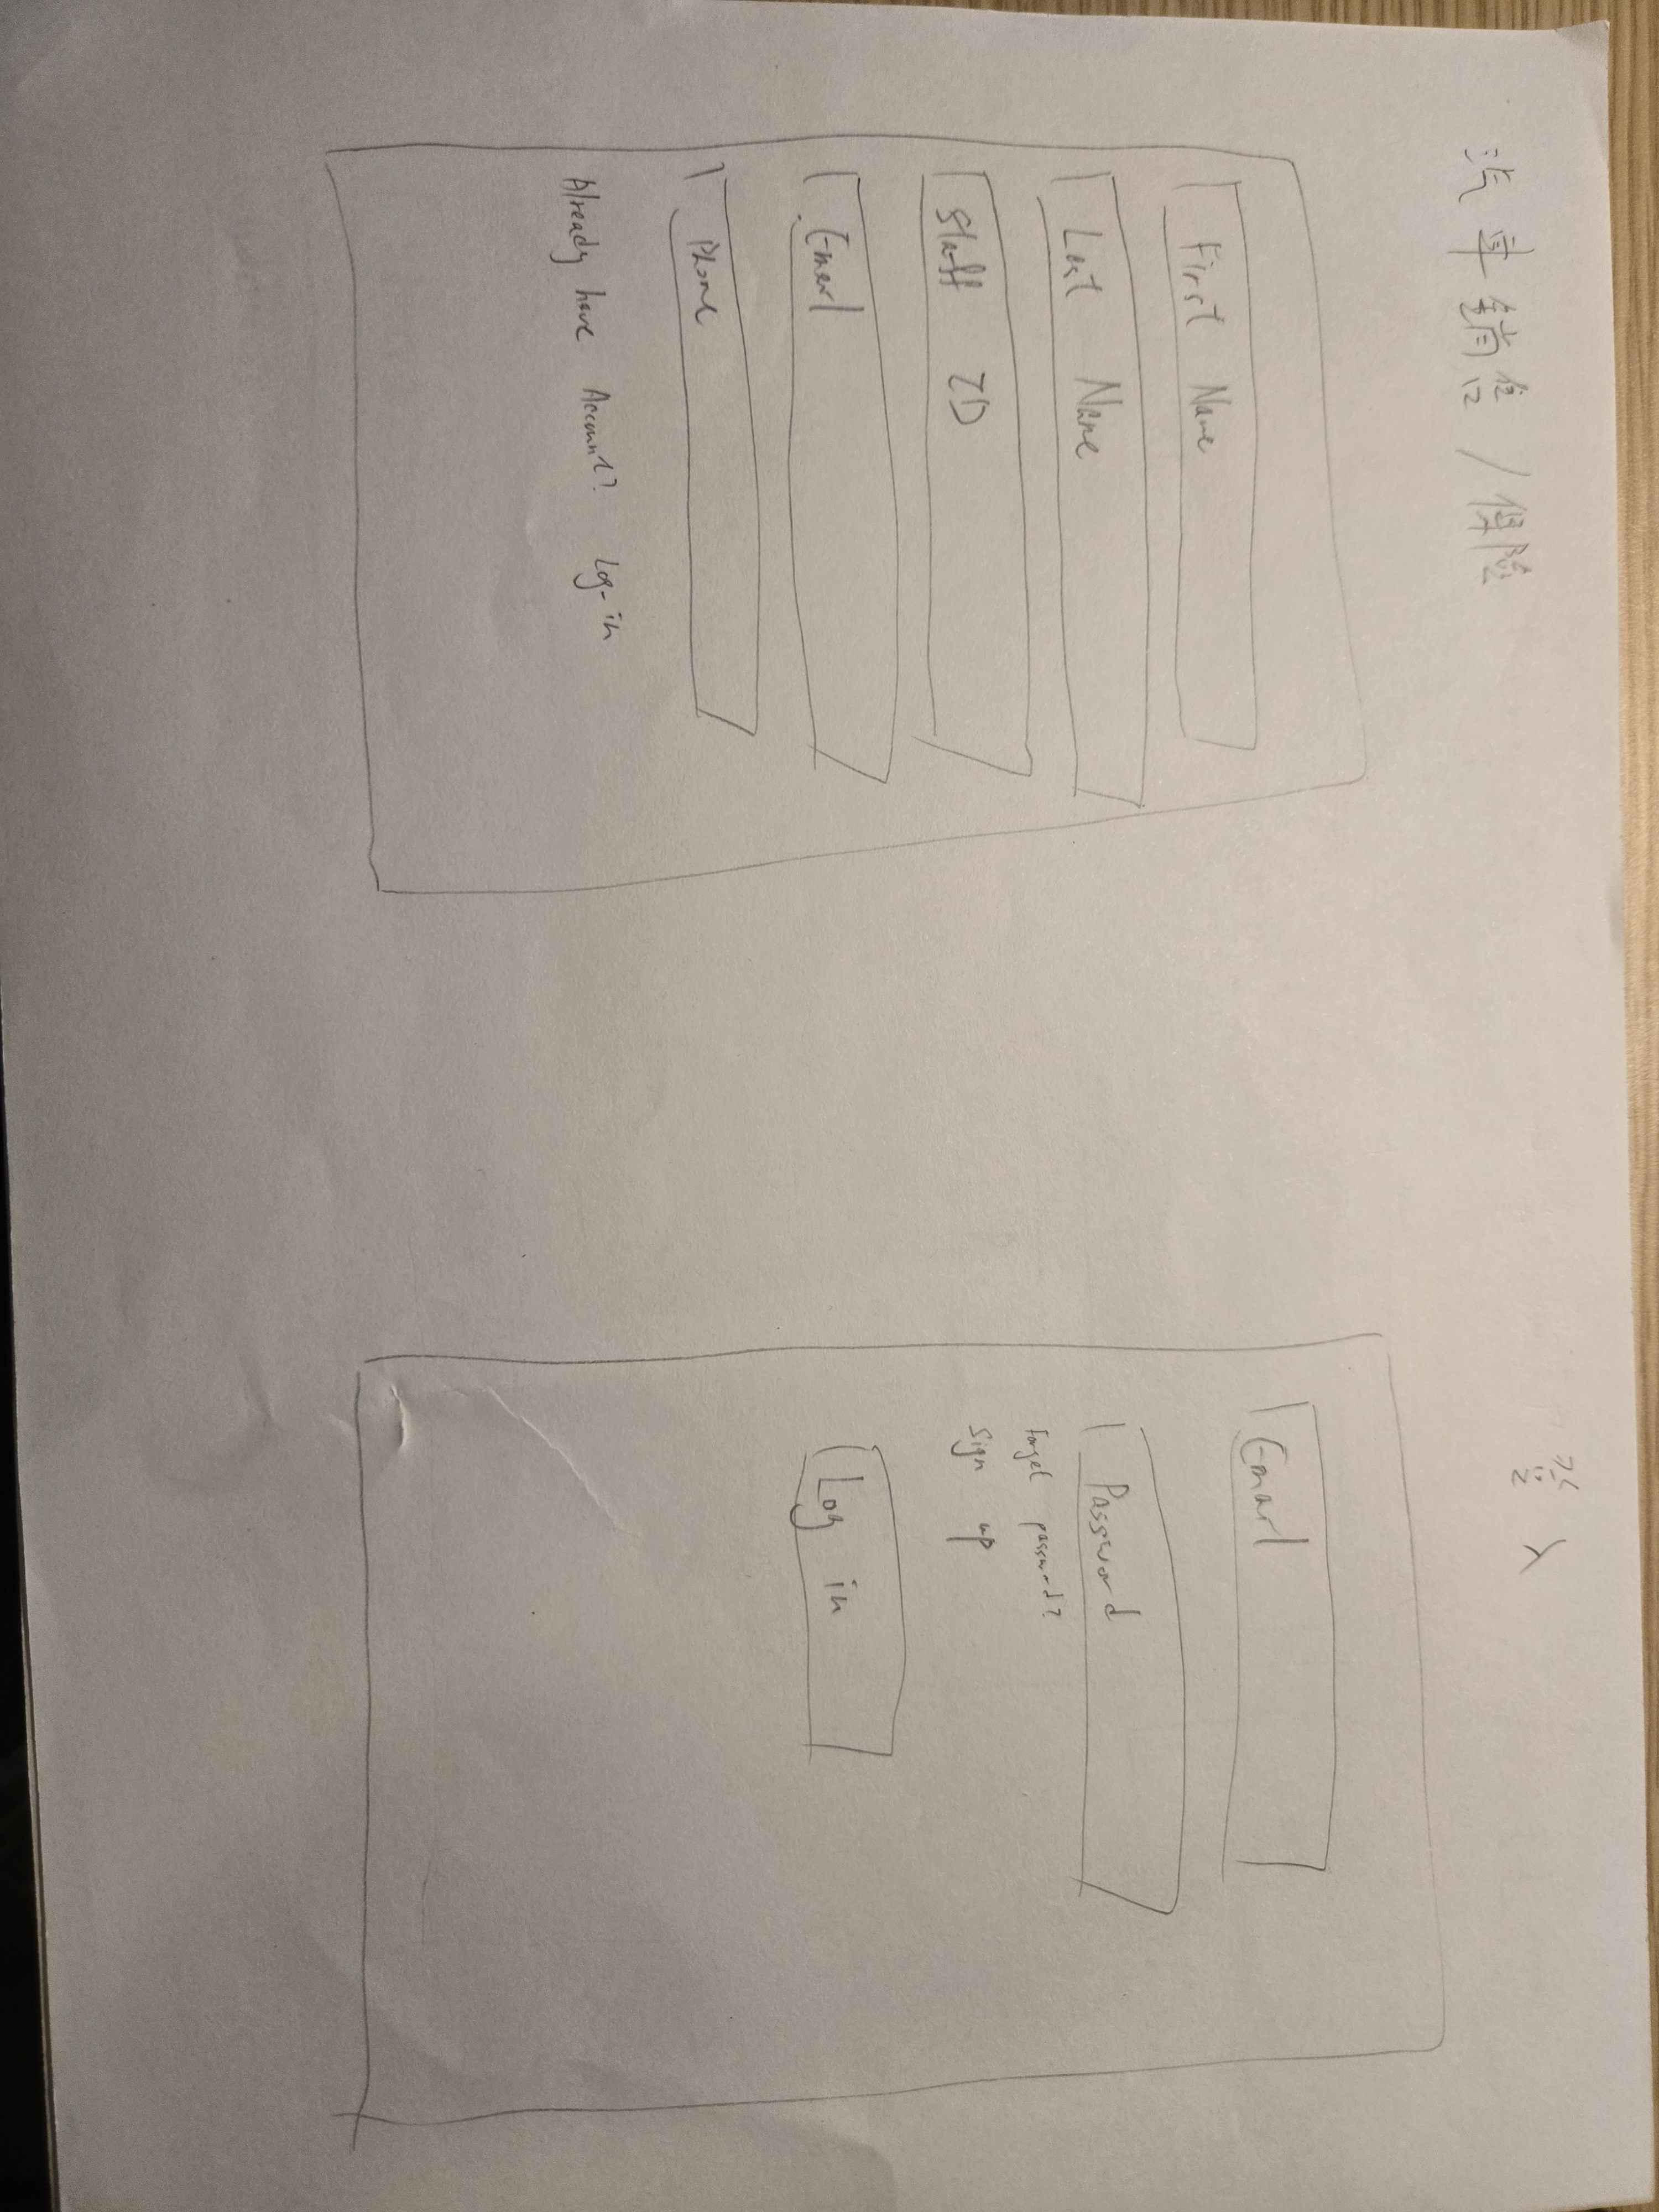 汽車銷售/保險
First Name
Last Name
Staff ID
Email
Phone
Already have Account? Log-in
登入
Email
Password
Forget password?
Sign up
Log in